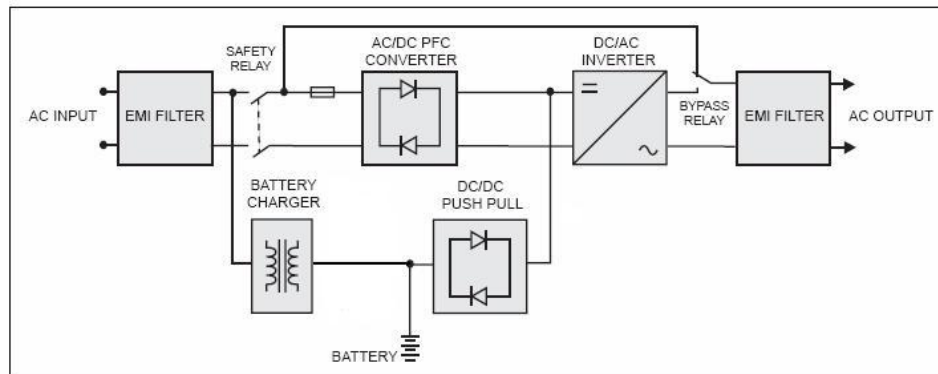 SAFETY
RELAY
AC/DC PFC
CONVERTER
DC/AC
INVERTER
AC INPUT
EMI FILTER
BYPASS
RELAY
EMI FILTER
AC OUTPUT
BATTERY
CHARGER
DC/DC
PUSH PULL
BATTERY